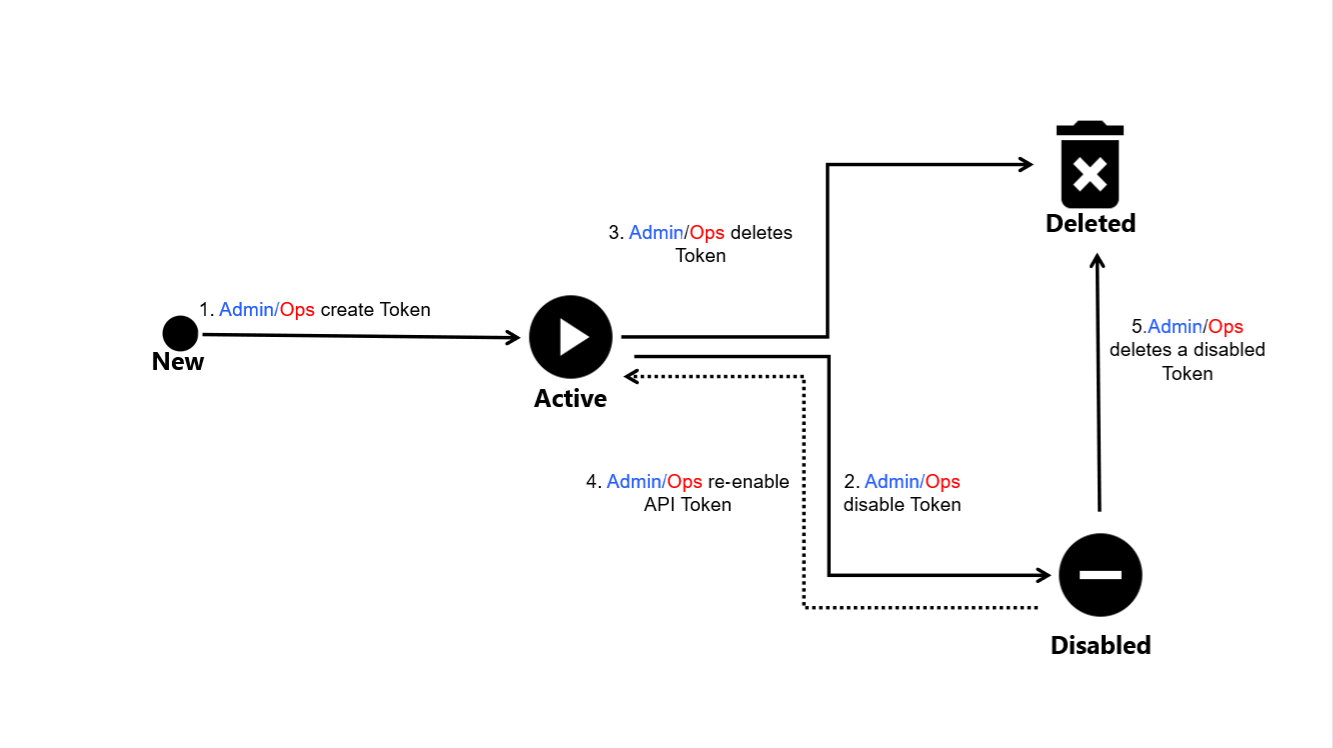 Deleted
3. Admin/Ops deletes
Token
1. Admin/Ops create Token
New
Active
5.Admin/Ops
deletes a disabled
Token
4. Admin/Ops re-enable
API Token
2. Admin/Ops
disable Token
Disabled